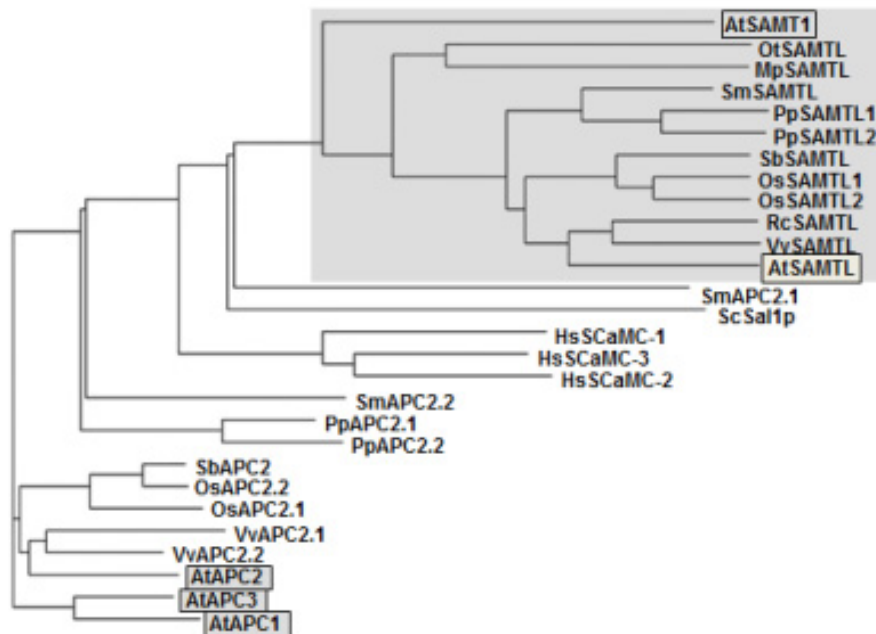 AtSAMT1
OtSAMTL
MpSAMTL
SmSAMTL
PpSAMTL1
PpSAMTL2
SbSAMTL
OsSAMTL1
OsSAMTL2
RcSAMTL
VvSAMTL
AtSAMTL
SmAPC2.1
ScSal1p
HsSCaMC-1
HsSCaMC-3
HsSCaMC-2
SmAPC2.2
PpAPC2.1
PpAPC2.2
SbAPC2
OsAPC2.2
OsAPC2.1
VvAPC2.1
VvAPC2.2
AtAPC2
AtAPC3
AtAPC1